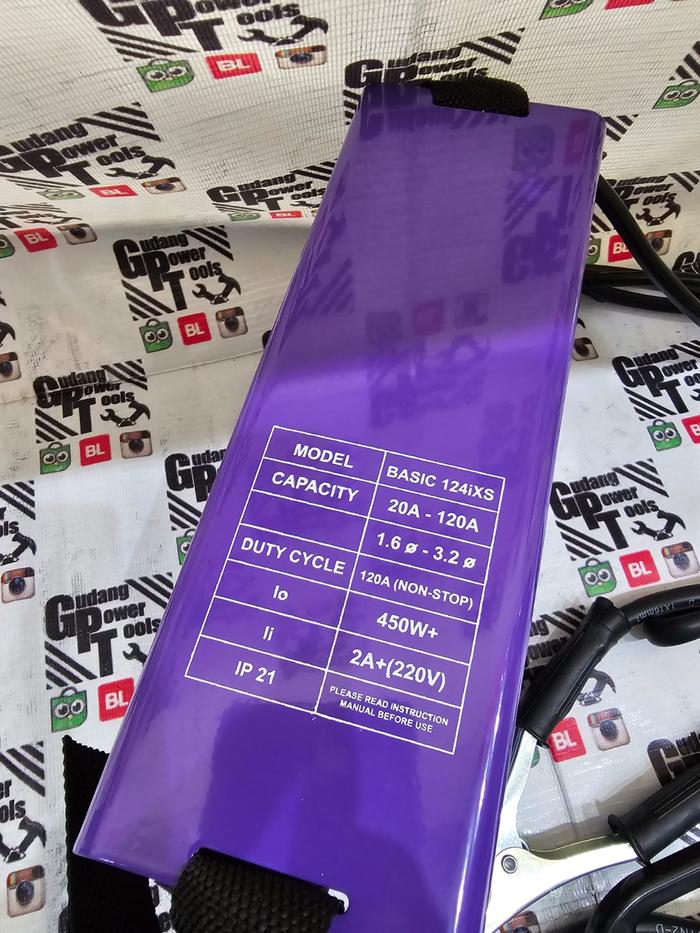 Gudang
Power
Tools
BL
MODEL BASIC 124iXS
CAPACITY 20A - 120A
1.6 ø - 3.2 ø
DUTY CYCLE 120A (NON-STOP)
Io 450W+
Ii 2A+(220V)
IP 21 PLEASE READ INSTRUCTION
MANUAL BEFORE USE